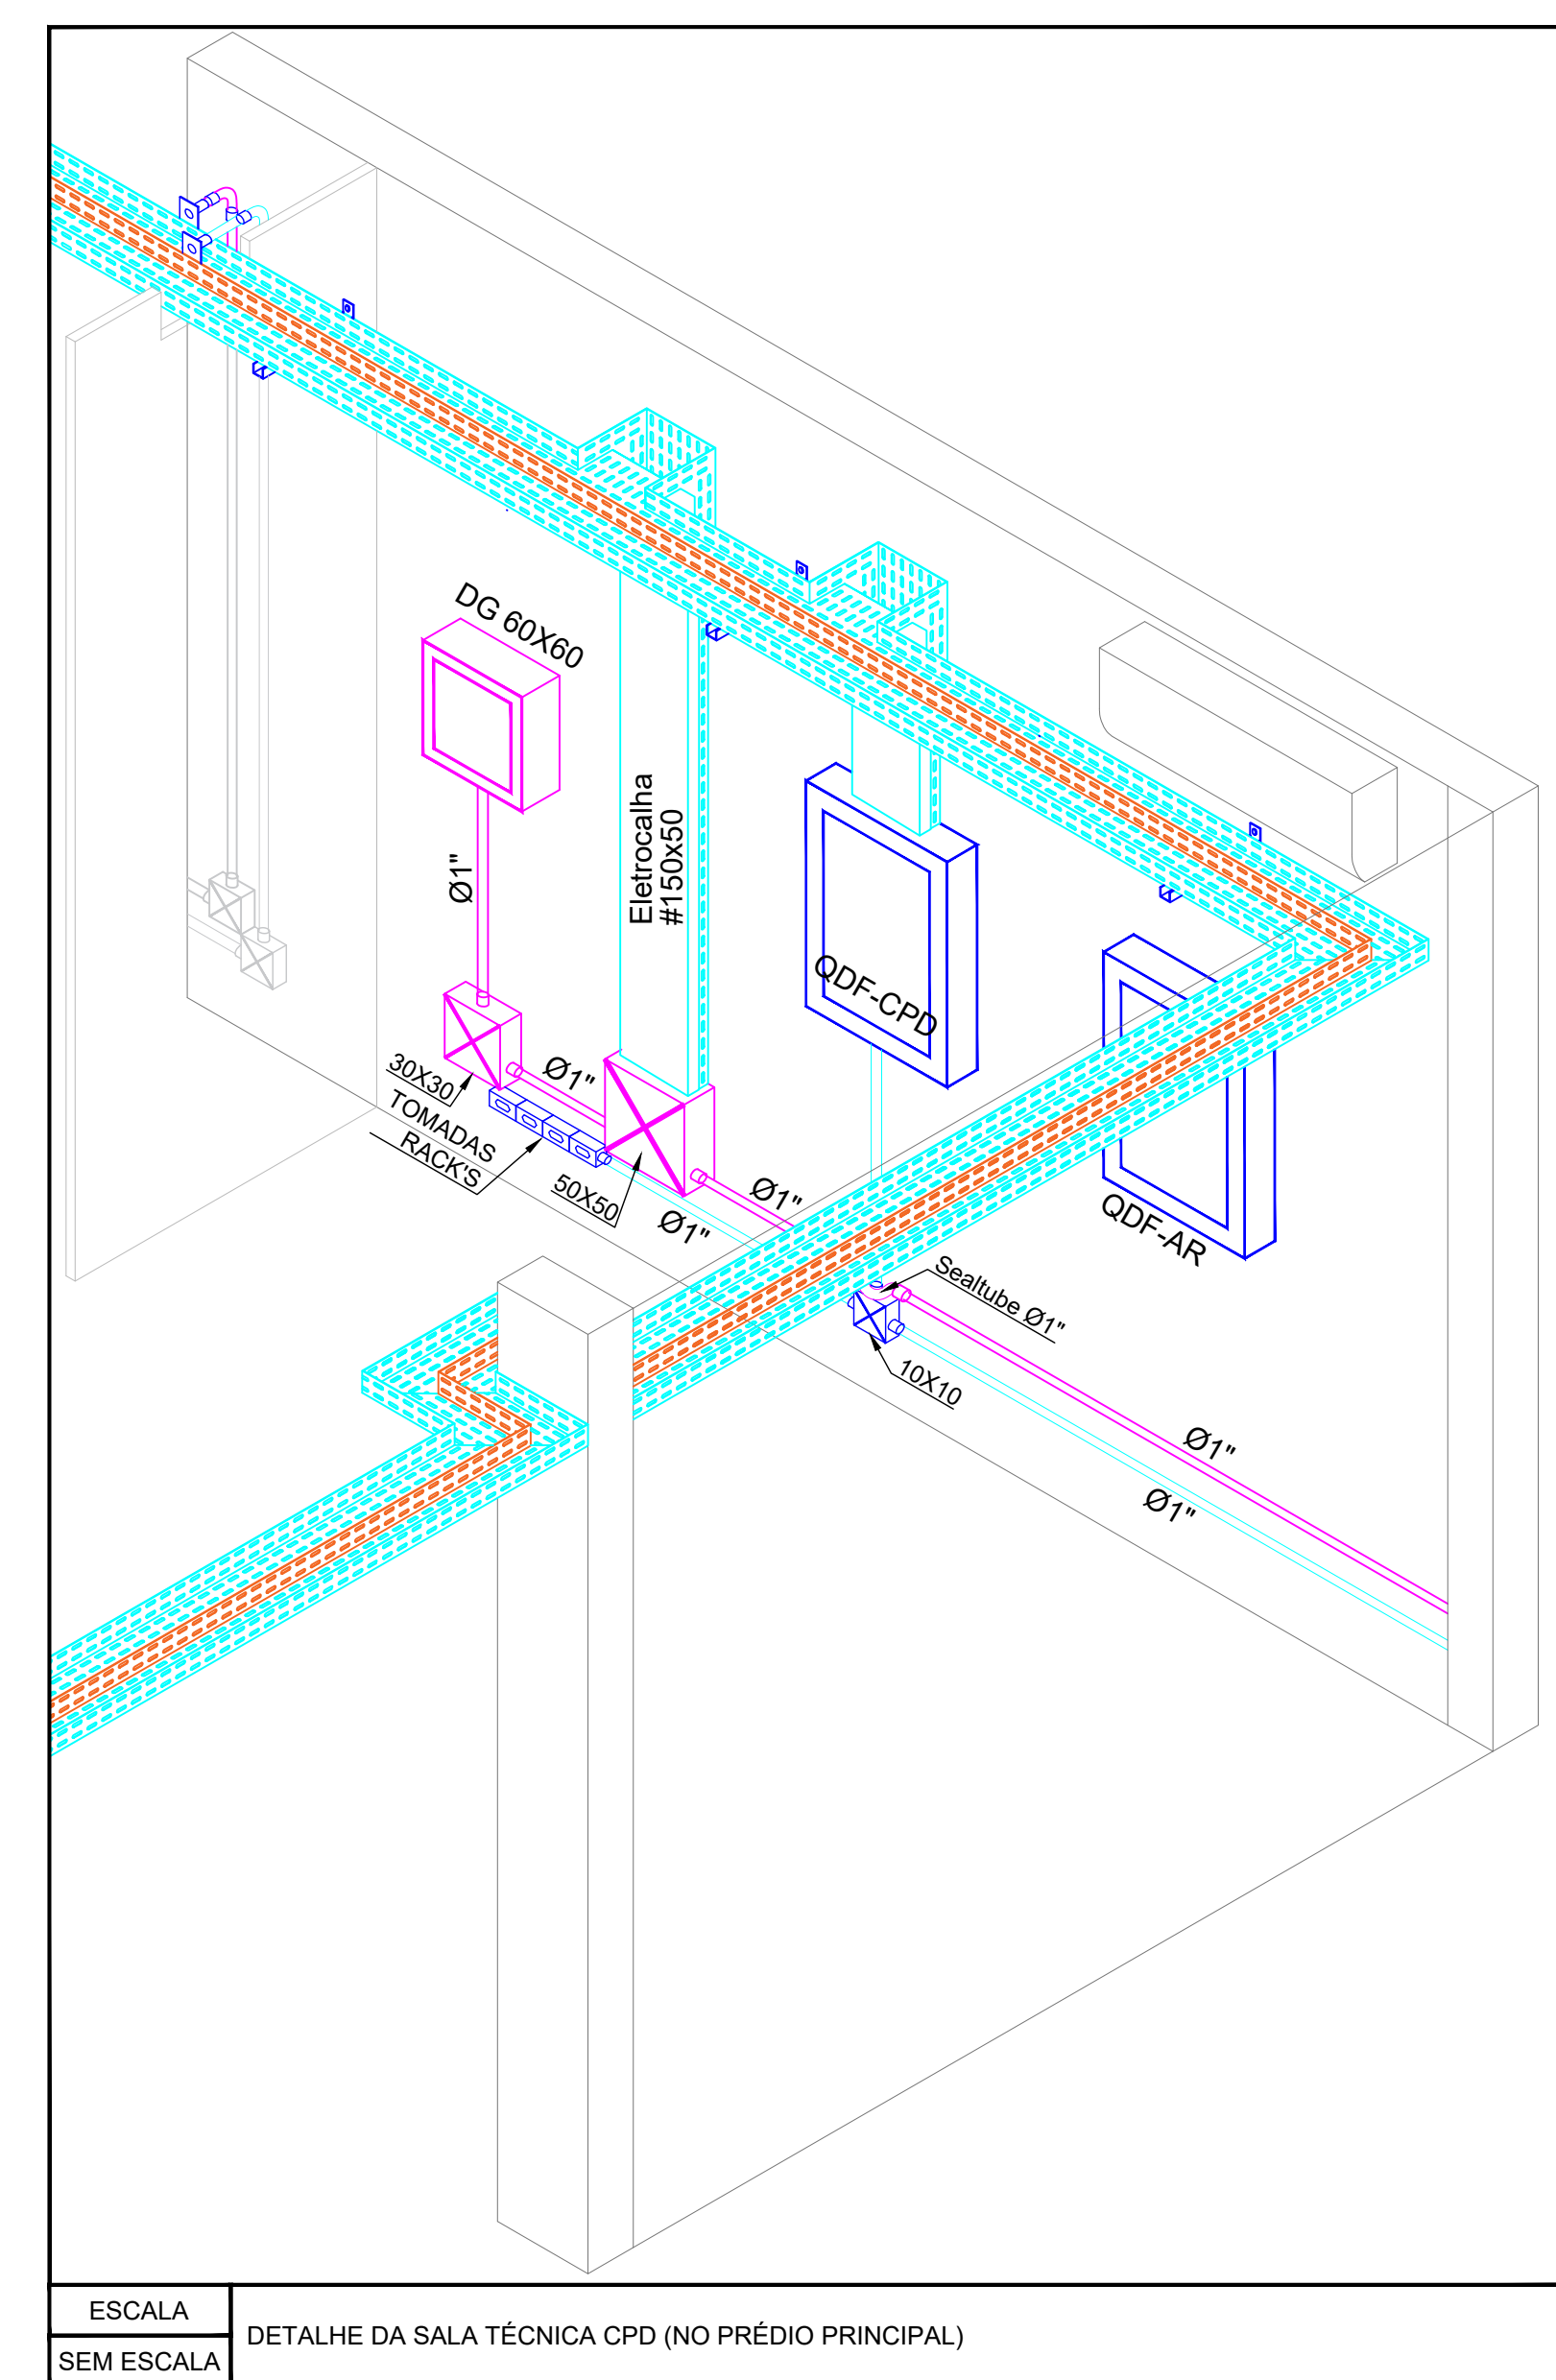 DG 60X60
Ø1"
Eletrocalha
#150x50
QDF-CPD
30X30
TOMADAS
RACK'S
Ø1"
50X50
Ø1"
Ø1"
QDF-AR
Sealtube Ø1"
10X10
Ø1"
Ø1"
ESCALA
SEM ESCALA
DETALHE DA SALA TÉCNICA CPD (NO PRÉDIO PRINCIPAL)